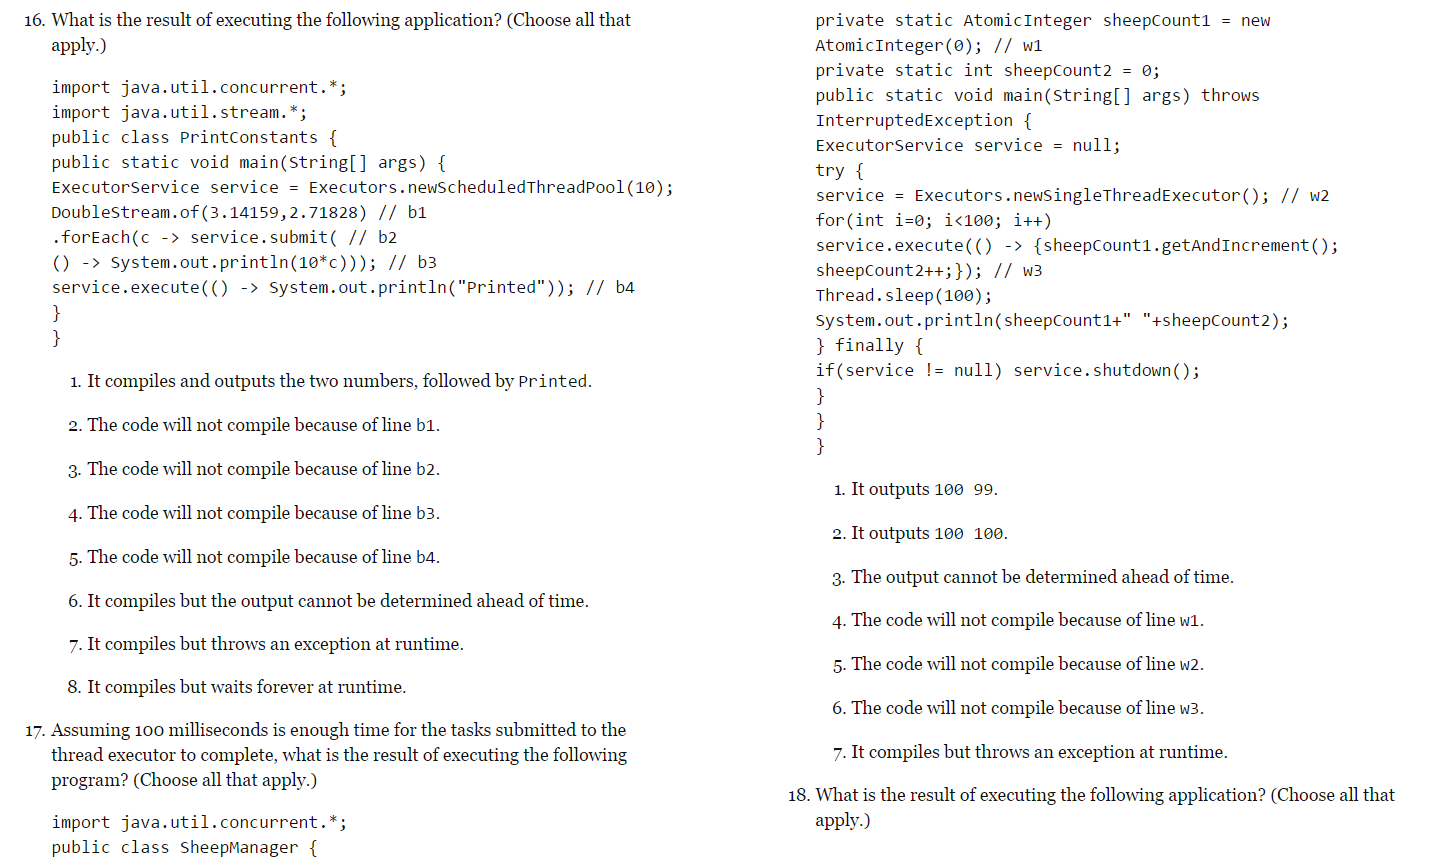 16. What is the result of executing the following application? (Choose all that
apply.)
import java.util.concurrent.*;
import java.util.stream.*;
public class PrintConstants {
public static void main(String[] args) {
ExecutorService service = Executors.newScheduledThreadPool(10);
DoubleStream.of(3.14159,2.71828) // b1
.forEach(c -> service.submit( // b2
() -> System.out.println(10*c))); // b3
service.execute(() -> System.out.println("Printed")); // b4
}
}
1. It compiles and outputs the two numbers, followed by Printed.
2. The code will not compile because of line b1.
3. The code will not compile because of line b2.
4. The code will not compile because of line b3.
5. The code will not compile because of line b4.
6. It compiles but the output cannot be determined ahead of time.
7. It compiles but throws an exception at runtime.
8. It compiles but waits forever at runtime.
17. Assuming 100 milliseconds is enough time for the tasks submitted to the
thread executor to complete, what is the result of executing the following
program? (Choose all that apply.)
import java.util.concurrent.*;
public class SheepManager {
private static AtomicInteger sheepCount1 = new
AtomicInteger(0); // w1
private static int sheepCount2 = 0;
public static void main(String[] args) throws
InterruptedException {
ExecutorService service = null;
try {
service = Executors.newSingleThreadExecutor(); // w2
for(int i=0; i<100; i++)
service.execute(() -> {sheepCount1.getAndIncrement();
sheepCount2++;}); // w3
Thread.sleep(100);
System.out.println(sheepCount1+" "+sheepCount2);
} finally {
if(service != null) service.shutdown();
}
}
}
1. It outputs 100 99.
2. It outputs 100 100.
3. The output cannot be determined ahead of time.
4. The code will not compile because of line w1.
5. The code will not compile because of line w2.
6. The code will not compile because of line w3.
7. It compiles but throws an exception at runtime.
18. What is the result of executing the following application? (Choose all that
apply.)